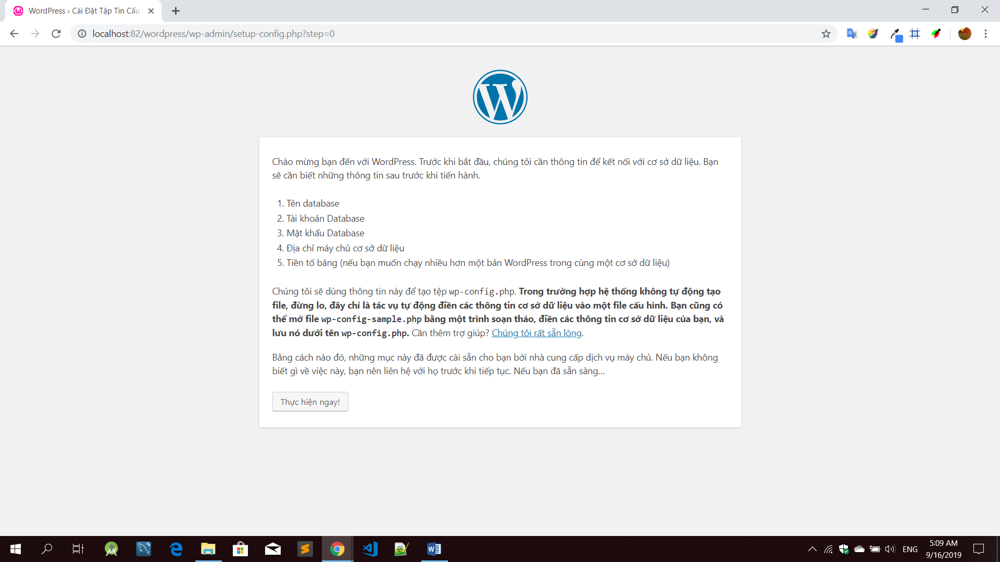 WordPress › Cài Đặt Tập Tin Cấu
localhost:82/wordpress/wp-admin/setup-config.php?step=0
Chào mừng bạn đến với WordPress. Trước khi bắt đầu, chúng tôi cần thông tin để kết nối với cơ sở dữ liệu. Bạn
sẽ cần biết những thông tin sau trước khi tiến hành.
1. Tên database
2. Tài khoản Database
3. Mật khẩu Database
4. Địa chỉ máy chủ cơ sở dữ liệu
5. Tiền tố bảng (nếu bạn muốn chạy nhiều hơn một bản WordPress trong cùng một cơ sở dữ liệu)
Chúng tôi sẽ dùng thông tin này để tạo tệp wp-config.php. Trong trường hợp hệ thống không tự động tạo
file, đừng lo, đây chỉ là tác vụ tự động điền các thông tin cơ sở dữ liệu vào một file cấu hình. Bạn cũng có
thể mở file wp-config-sample.php bằng một trình soạn thảo, điền các thông tin cơ sở dữ liệu của bạn, và
lưu nó dưới tên wp-config.php. Cần thêm trợ giúp? Chúng tôi rất sẵn lòng.
Bằng cách nào đó, những mục này đã được cài sẵn cho bạn bởi nhà cung cấp dịch vụ máy chủ. Nếu bạn không
biết gì về việc này, bạn nên liên hệ với họ trước khi tiếp tục. Nếu bạn đã sẵn sàng…
Thực hiện ngay!
ENG
5:09 AM
9/16/2019